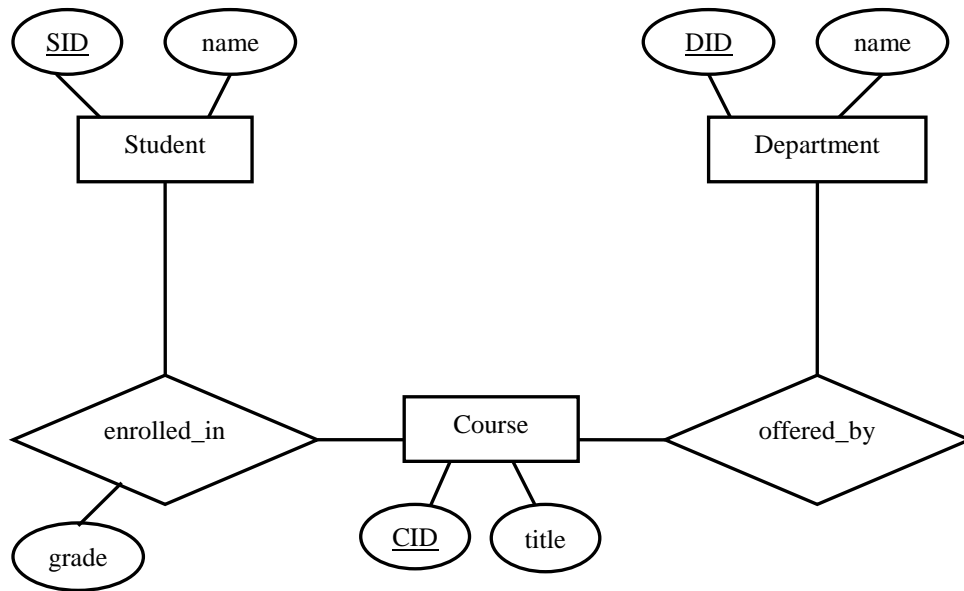 SID
name
DID
name
Student
Department
enrolled_in
Course
offered_by
CID
title
grade